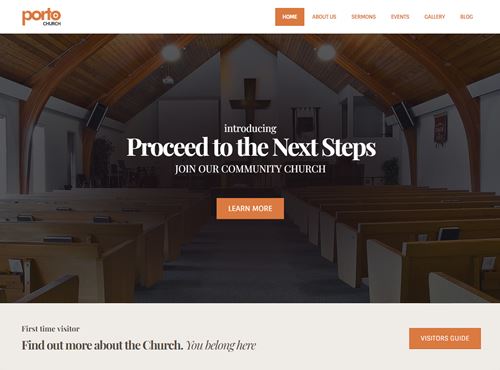 porto
CHURCH
HOME ABOUT US SERMONS EVENTS GALLERY BLOG
introducing
Proceed to the Next Steps
JOIN OUR COMMUNITY CHURCH
LEARN MORE
First time visitor
Find out more about the Church. You belong here
VISITORS GUIDE